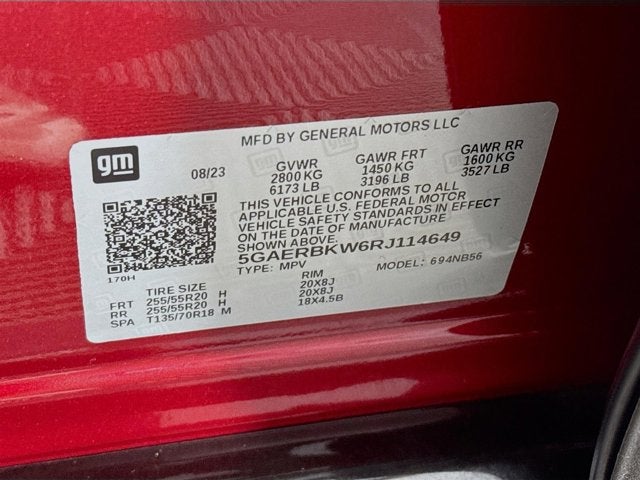 MFD BY GENERAL MOTORS LLC
gm
08/23 GVWR GAWR FRT GAWR RR
2800 KG 1450 KG 1600 KG
6173 LB 3196 LB 3527 LB
THIS VEHICLE CONFORMS TO ALL
APPLICABLE U.S. FEDERAL MOTOR
VEHICLE SAFETY STANDARDS IN EFFECT
ON THE DATE OF MANUFACTURE
SHOWN ABOVE.
5GAERBKW6RJ114649
170H
TYPE: MPV MODEL: 694NB56
TIRE SIZE RIM
FRT 255/55R20 H 20X8J
RR 255/55R20 H 20X8J
SPA T135/70R18 M 18X4.5B